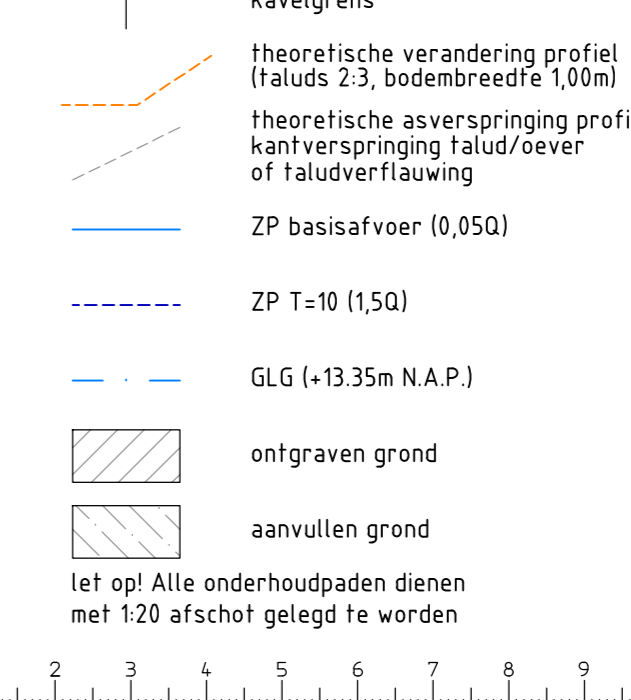 kavelgrens
theoretische verandering profiel
(taluds 2:3, bodembreedte 1,00m)
theoretische asverspringing profi
kantverspringing talud/oever
of taludverflauwing
ZP basisafvoer (0,05Q)
ZP T=10 (1,5Q)
GLG (+13.35m N.A.P.)
ontgraven grond
aanvullen grond
let op! Alle onderhoudpaden dienen
met 1:20 afschot gelegd te worden
2 3 4 5 6 7 8 9